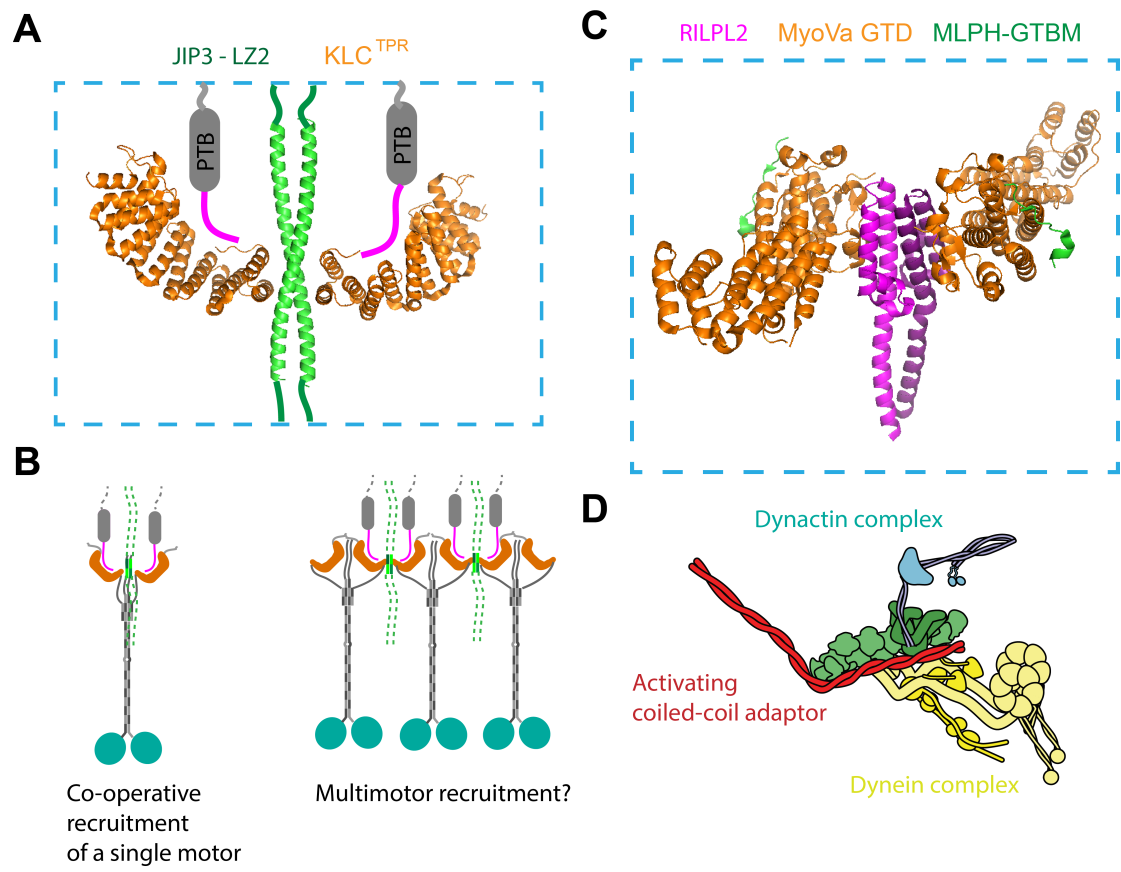 A
JIP3 - LZ2
KLC TPR
PTB
PTB
B
Co-operative
recruitment
of a single motor
Multimotor recruitment?
C
RILPL2 MyoVa GTD MLPH-GTBM
D
Dynactin complex
Activating
coiled-coil adaptor
Dynein complex